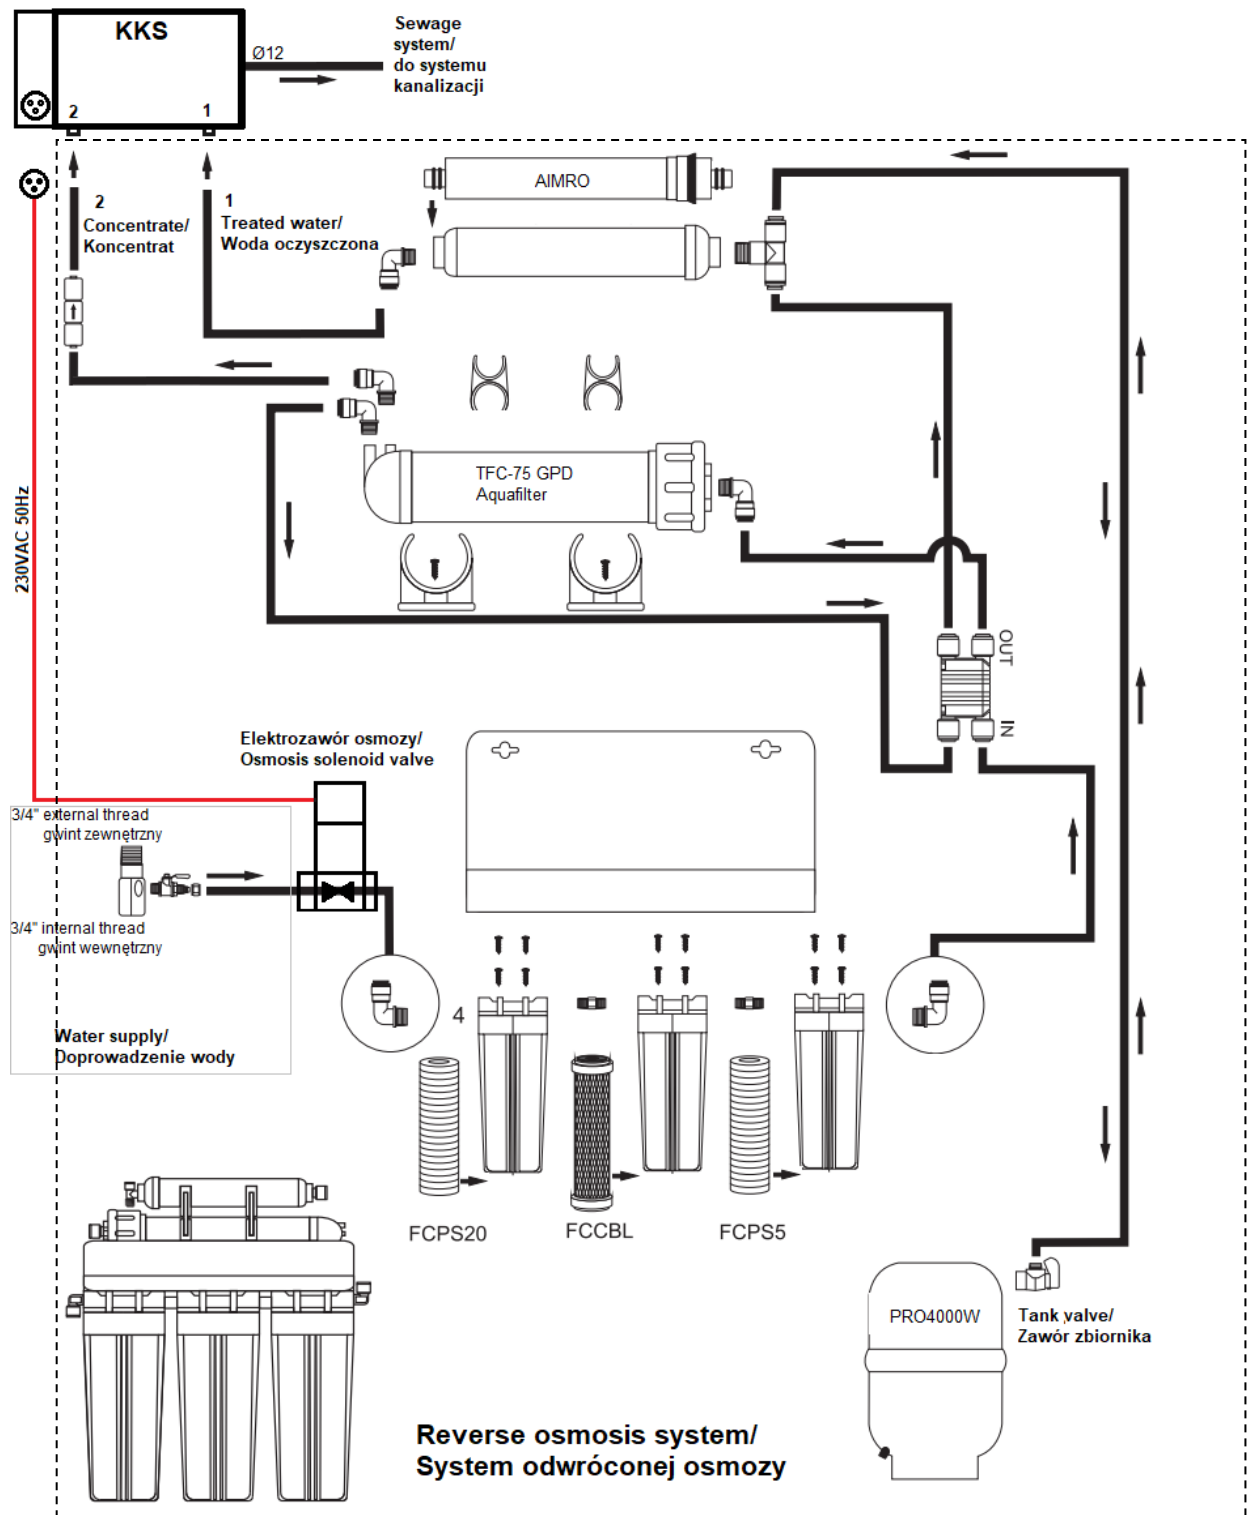 KKS
Ø12
Sewage
system/
do systemu
kanalizacji
2
1
AIMRO
2
Concentrate/
Koncentrat
1
Treated water/
Woda oczyszczona
TFC-75 GPD
Aquafilter
230VAC 50Hz
OUT
IN
Elektrozawór osmozy/
Osmosis solenoid valve
3/4" external thread
gwint zewnętrzny
3/4" internal thread
gwint wewnętrzny
4
Water supply/
Doprowadzenie wody
FCPS20
FCCBL
FCPS5
PRO4000W
Tank valve/
Zawór zbiornika
Reverse osmosis system/
System odwróconej osmozy